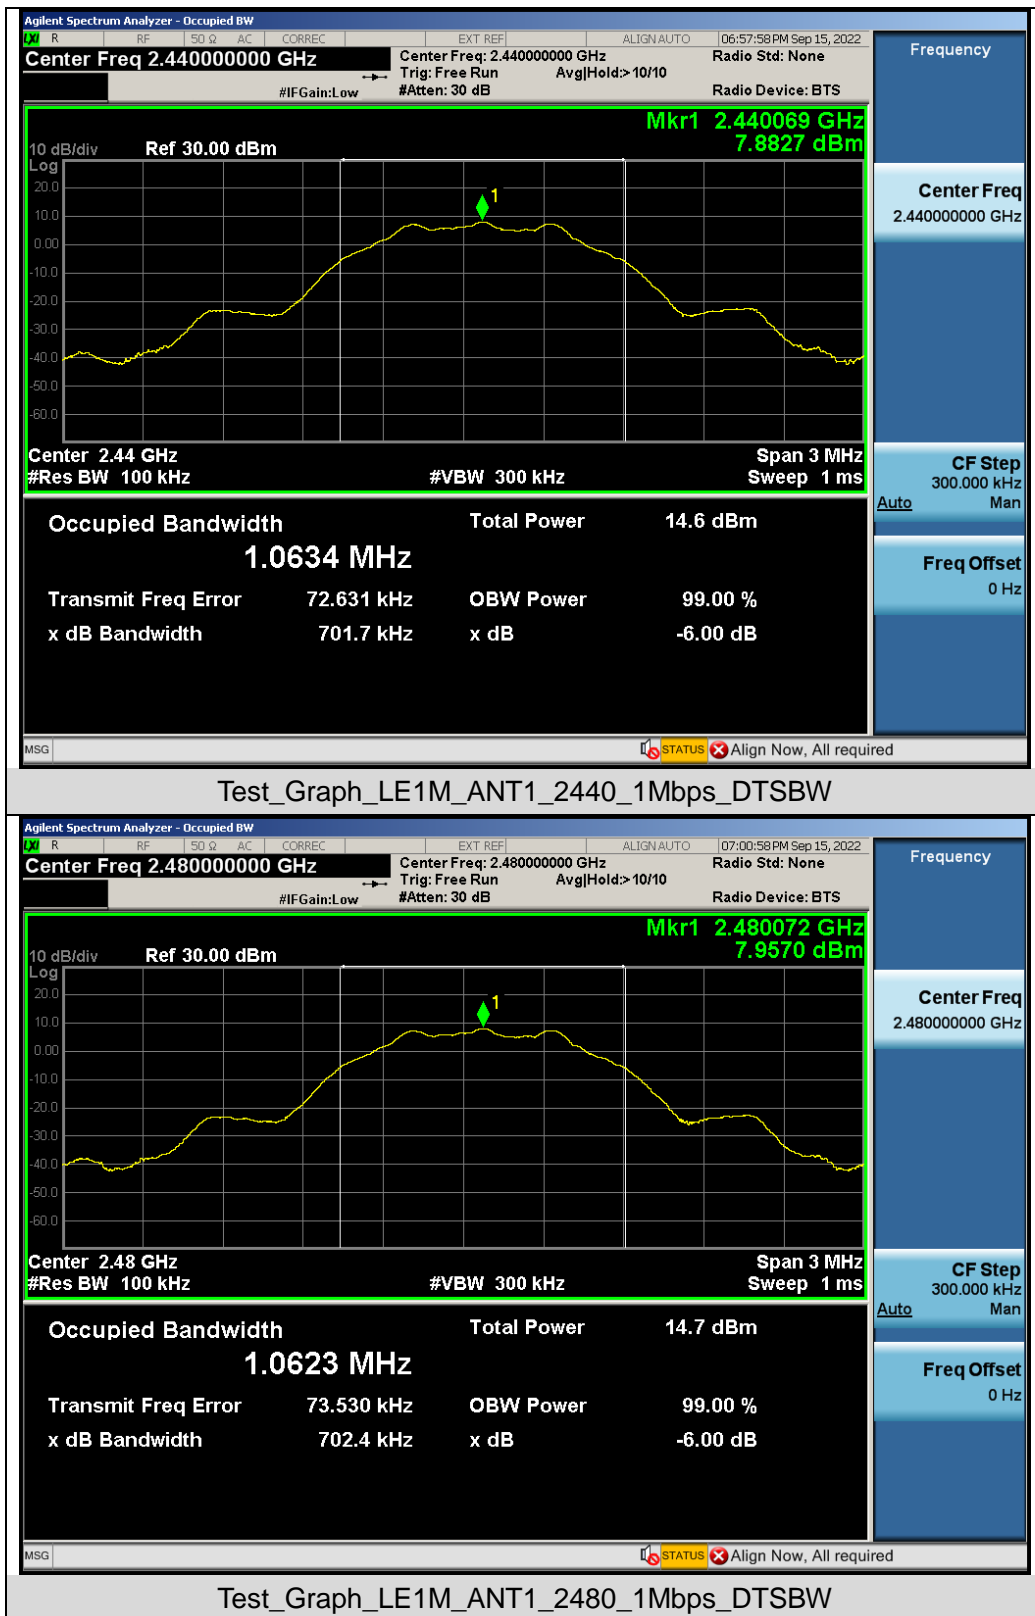 Agilent Spectrum Analyzer - Occupied BW
LXI R RF 50 Ω AC CORREC EXT REF ALIGN AUTO 06:57:58 PM Sep 15, 2022
Center Freq 2.440000000 GHz Center Freq: 2.440000000 GHz Radio Std: None
Trig: Free Run Avg|Hold:> 10/10
#IFGain:Low #Atten: 30 dB Radio Device: BTS
Frequency
Mkr1 2.440069 GHz
7.8827 dBm
10 dB/div Ref 30.00 dBm
Log
20.0
10.0
0.00
-10.0
-20.0
-30.0
-40.0
-50.0
-60.0
1
Center 2.44 GHz Span 3 MHz
#Res BW 100 kHz #VBW 300 kHz Sweep 1 ms
Center Freq
2.440000000 GHz
CF Step
300.000 kHz
Auto Man
Freq Offset
0 Hz
Occupied Bandwidth Total Power 14.6 dBm
1.0634 MHz
Transmit Freq Error 72.631 kHz OBW Power 99.00 %
x dB Bandwidth 701.7 kHz x dB -6.00 dB
MSG STATUS Align Now, All required
Test_Graph_LE1M_ANT1_2440_1Mbps_DTSBW
Agilent Spectrum Analyzer - Occupied BW
LXI R RF 50 Ω AC CORREC EXT REF ALIGN AUTO 07:00:58 PM Sep 15, 2022
Center Freq 2.480000000 GHz Center Freq: 2.480000000 GHz Radio Std: None
Trig: Free Run Avg|Hold:> 10/10
#IFGain:Low #Atten: 30 dB Radio Device: BTS
Frequency
Mkr1 2.480072 GHz
7.9570 dBm
10 dB/div Ref 30.00 dBm
Log
20.0
10.0
0.00
-10.0
-20.0
-30.0
-40.0
-50.0
-60.0
1
Center 2.48 GHz Span 3 MHz
#Res BW 100 kHz #VBW 300 kHz Sweep 1 ms
Center Freq
2.480000000 GHz
CF Step
300.000 kHz
Auto Man
Freq Offset
0 Hz
Occupied Bandwidth Total Power 14.7 dBm
1.0623 MHz
Transmit Freq Error 73.530 kHz OBW Power 99.00 %
x dB Bandwidth 702.4 kHz x dB -6.00 dB
MSG STATUS Align Now, All required
Test_Graph_LE1M_ANT1_2480_1Mbps_DTSBW